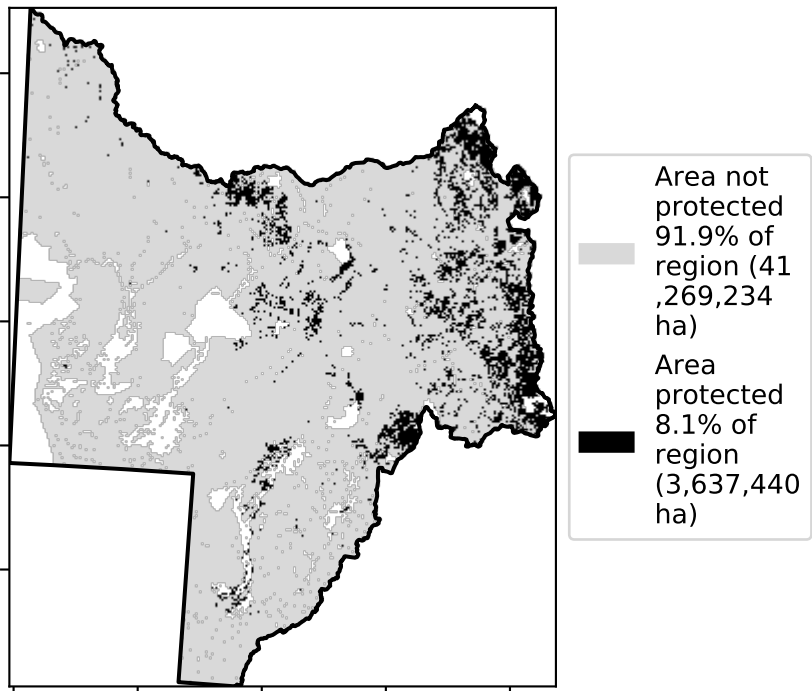 Area not
protected
91.9% of
region (41
,269,234
ha)
Area
protected
8.1% of
region
(3,637,440
ha)